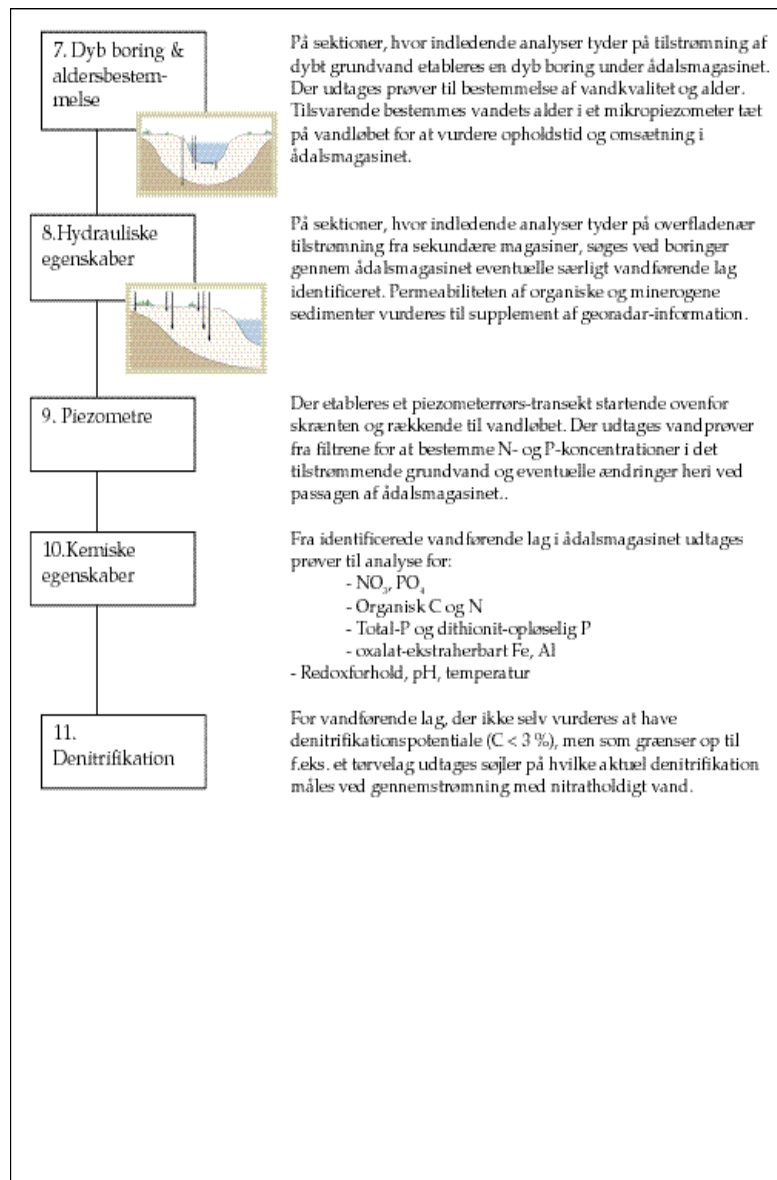 7. Dyb boring &
aldersbestem-
melse
På sektioner, hvor indledende analyser tyder på tilstrømning af
dybt grundvand etableres en dyb boring under ådalsmagasinet.
Der udtages prøver til bestemmelse af vandkvalitet og alder.
Tilsvarende bestemmes vandets alder i et mikropiezometer tæt
på vandløbet for at vurdere opholdstid og omsætning i
ådalsmagasinet.
8.Hydrauliske
egenskaber
På sektioner, hvor indledende analyser tyder på overfladenær
tilstrømning fra sekundære magasiner, søges ved boringer
gennem ådalsmagasinet eventuelle særligt vandførende lag
identificeret. Permeabiliteten af organiske og minerogene
sedimenter vurderes til supplement af georadar-information.
9. Piezometre
Der etableres et piezometerrørs-transekt startende ovenfor
skrænten og rækkende til vandløbet. Der udtages vandprøver
fra filtrene for at bestemme N- og P-koncentrationer i det
tilstrømmende grundvand og eventuelle ændringer heri ved
passagen af ådalsmagasinet..
10.Kemiske
egenskaber
Fra identificerede vandførende lag i ådalsmagasinet udtages
prøver til analyse for:
- NO₃, PO₄
- Organisk C og N
- Total-P og dithionit-opløselig P
- oxalat-ekstraherbart Fe, Al
- Redoxforhold, pH, temperatur
11.
Denitrifikation
For vandførende lag, der ikke selv vurderes at have
denitrifikationspotentiale (C < 3 %), men som grænser op til
f.eks. et tørvelag udtages søjler på hvilke aktuel denitrifikation
måles ved gennemstrømning med nitratholdigt vand.